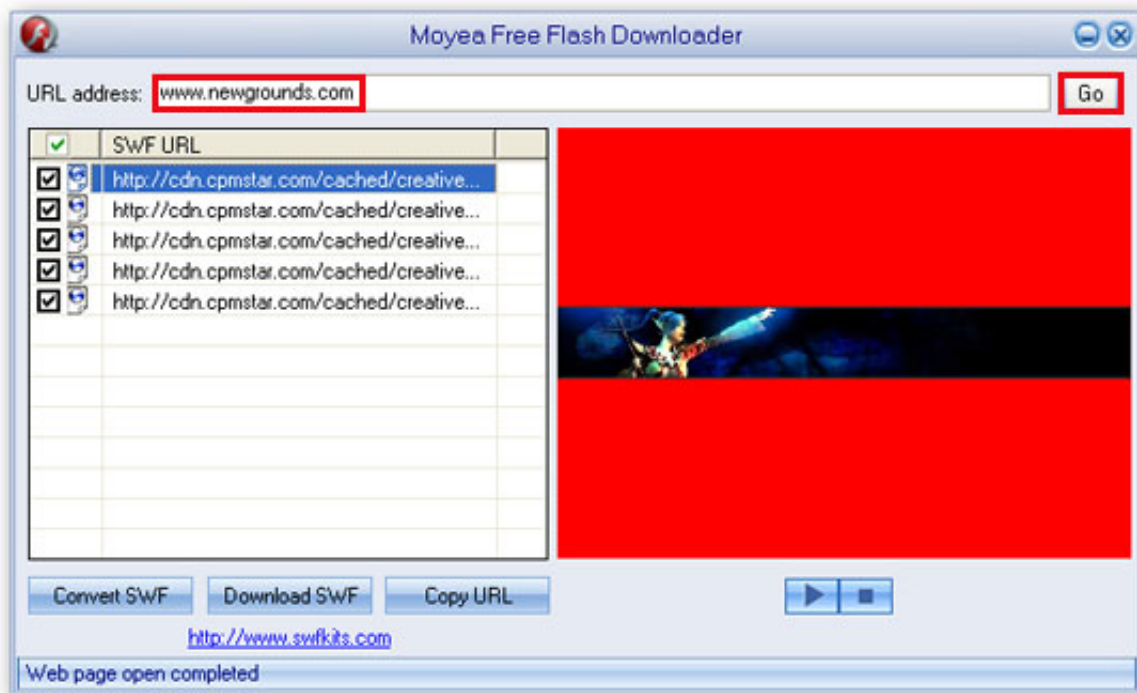 Moyea Free Flash Downloader
URL address: www.newgrounds.com Go
SWF URL
http://cdn.cpmstar.com/cached/creative...
http://cdn.cpmstar.com/cached/creative...
http://cdn.cpmstar.com/cached/creative...
http://cdn.cpmstar.com/cached/creative...
http://cdn.cpmstar.com/cached/creative...
Convert SWF Download SWF Copy URL
http://www.swfkits.com
Web page open completed